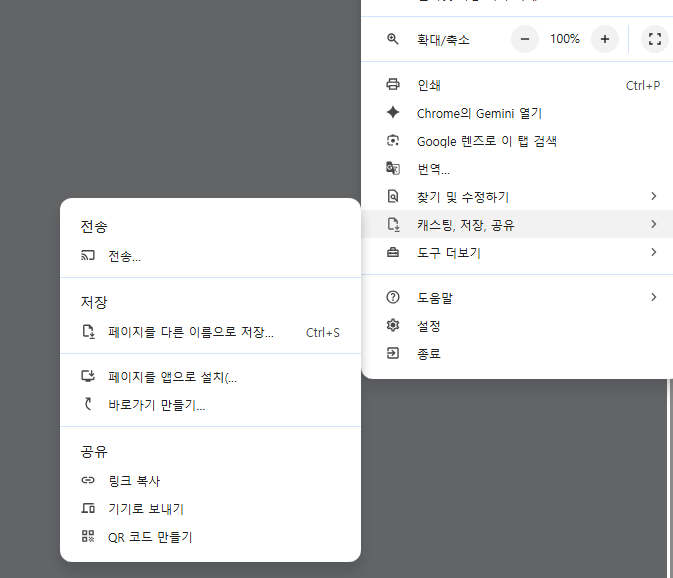 확대/축소 − 100% +
인쇄 Ctrl+P
Chrome의 Gemini 열기
Google 렌즈로 이 탭 검색
번역...
찾기 및 수정하기
캐스팅, 저장, 공유
도구 더보기
도움말
설정
종료
전송
전송...
저장
페이지를 다른 이름으로 저장... Ctrl+S
페이지를 앱으로 설치(...
바로가기 만들기...
공유
링크 복사
기기로 보내기
QR 코드 만들기